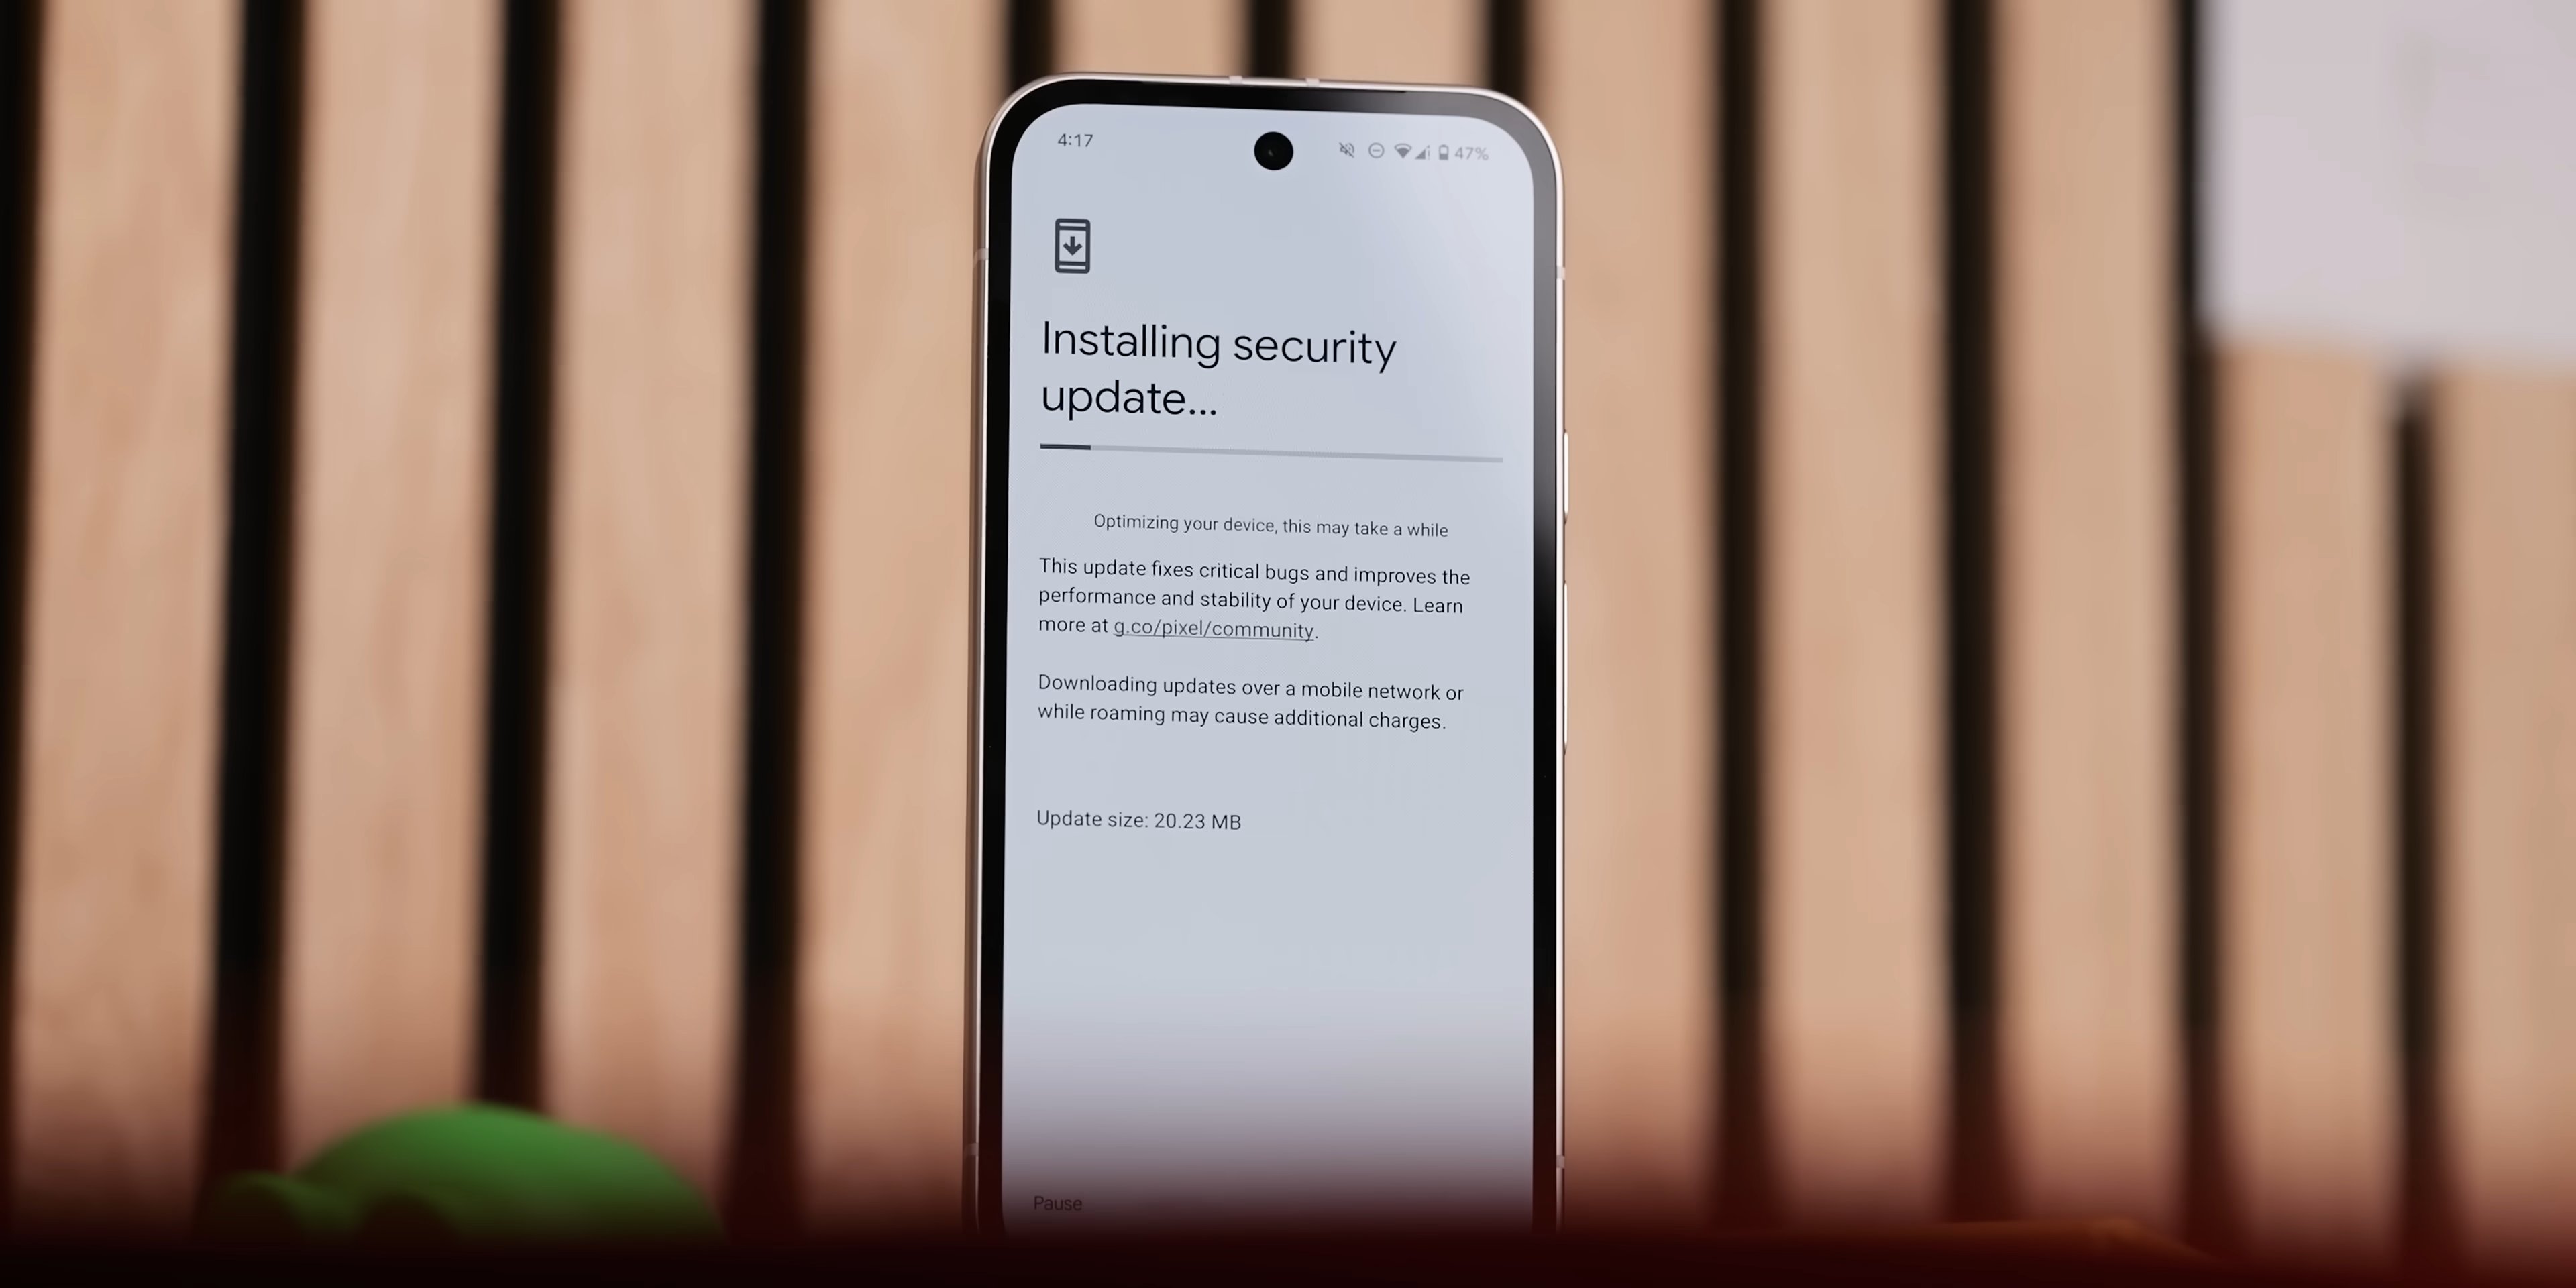 4:17
47%
Installing security
update...
Optimizing your device, this may take a while
This update fixes critical bugs and improves the
performance and stability of your device. Learn
more at g.co/pixel/community.
Downloading updates over a mobile network or
while roaming may cause additional charges.
Update size: 20.23 MB
Pause